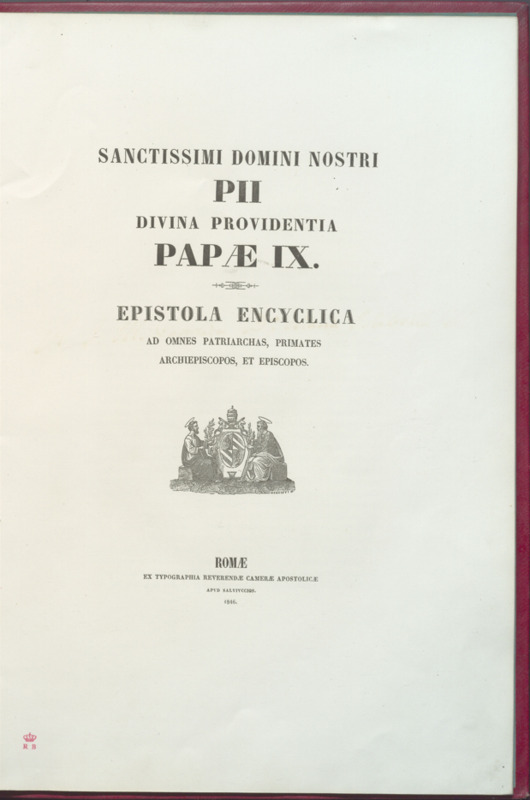 SANCTISSIMI DOMINI NOSTRI
PII
DIVINA PROVIDENTIA
PAPÆ IX.
EPISTOLA ENCYCLICA
AD OMNES PATRIARCHAS, PRIMATES
ARCHIEPISCOPOS, ET EPISCOPOS.
ROMÆ
EX TYPOGRAPHIA REVERENDÆ CAMERÆ APOSTOLICÆ
APUD SALVIUCCIUM.
1846.
R B